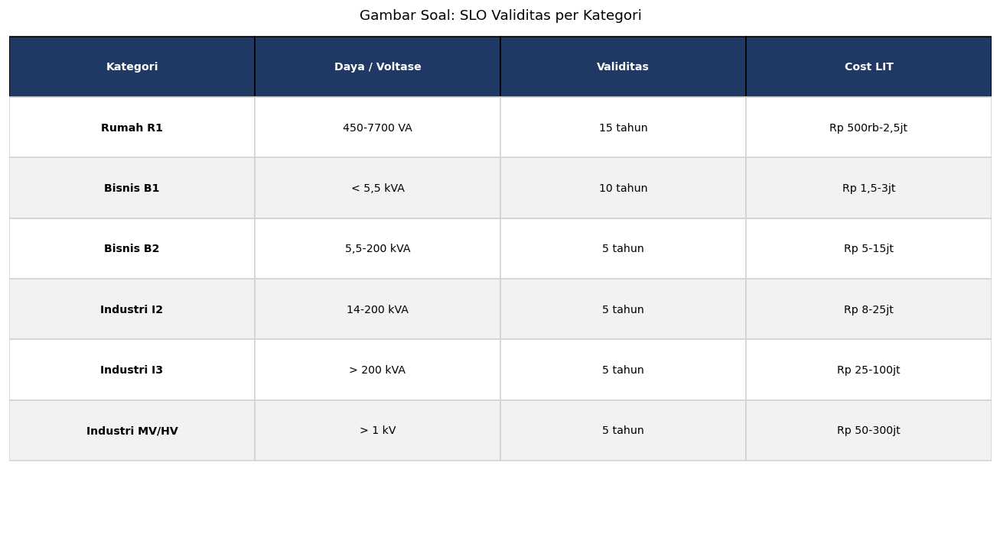 Gambar Soal: SLO Validitas per Kategori
Kategori Daya / Voltase Validitas Cost LIT
Rumah R1 450-7700 VA 15 tahun Rp 500rb-2,5jt
Bisnis B1 < 5,5 kVA 10 tahun Rp 1,5-3jt
Bisnis B2 5,5-200 kVA 5 tahun Rp 5-15jt
Industri I2 14-200 kVA 5 tahun Rp 8-25jt
Industri I3 > 200 kVA 5 tahun Rp 25-100jt
Industri MV/HV > 1 kV 5 tahun Rp 50-300jt